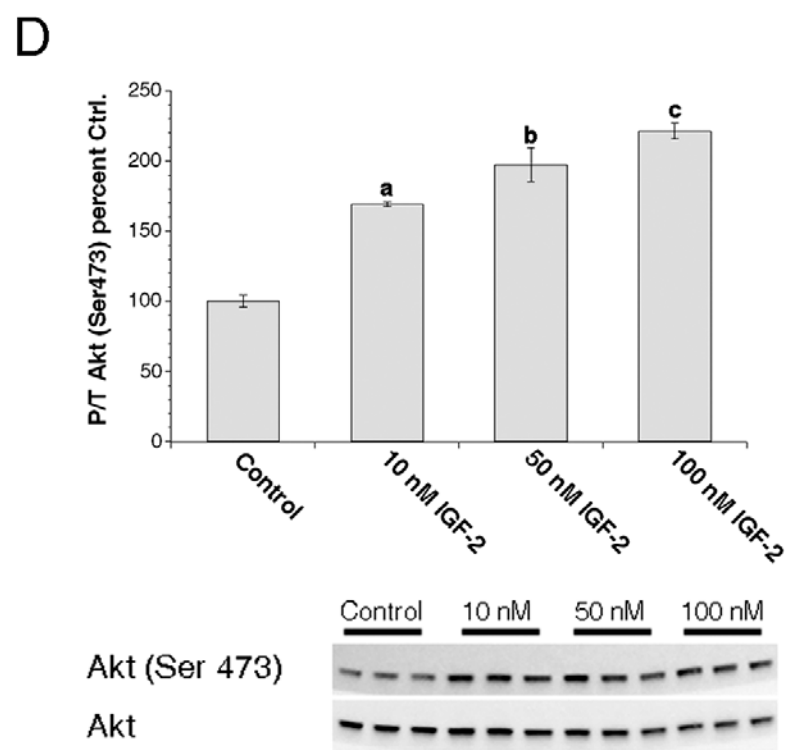 D
P/T Akt (Ser473) percent Ctrl.
250
200
150
100
50
0
a
b
c
Control
10 nM IGF-2
50 nM IGF-2
100 nM IGF-2
Control 10 nM 50 nM 100 nM
Akt (Ser 473)
Akt